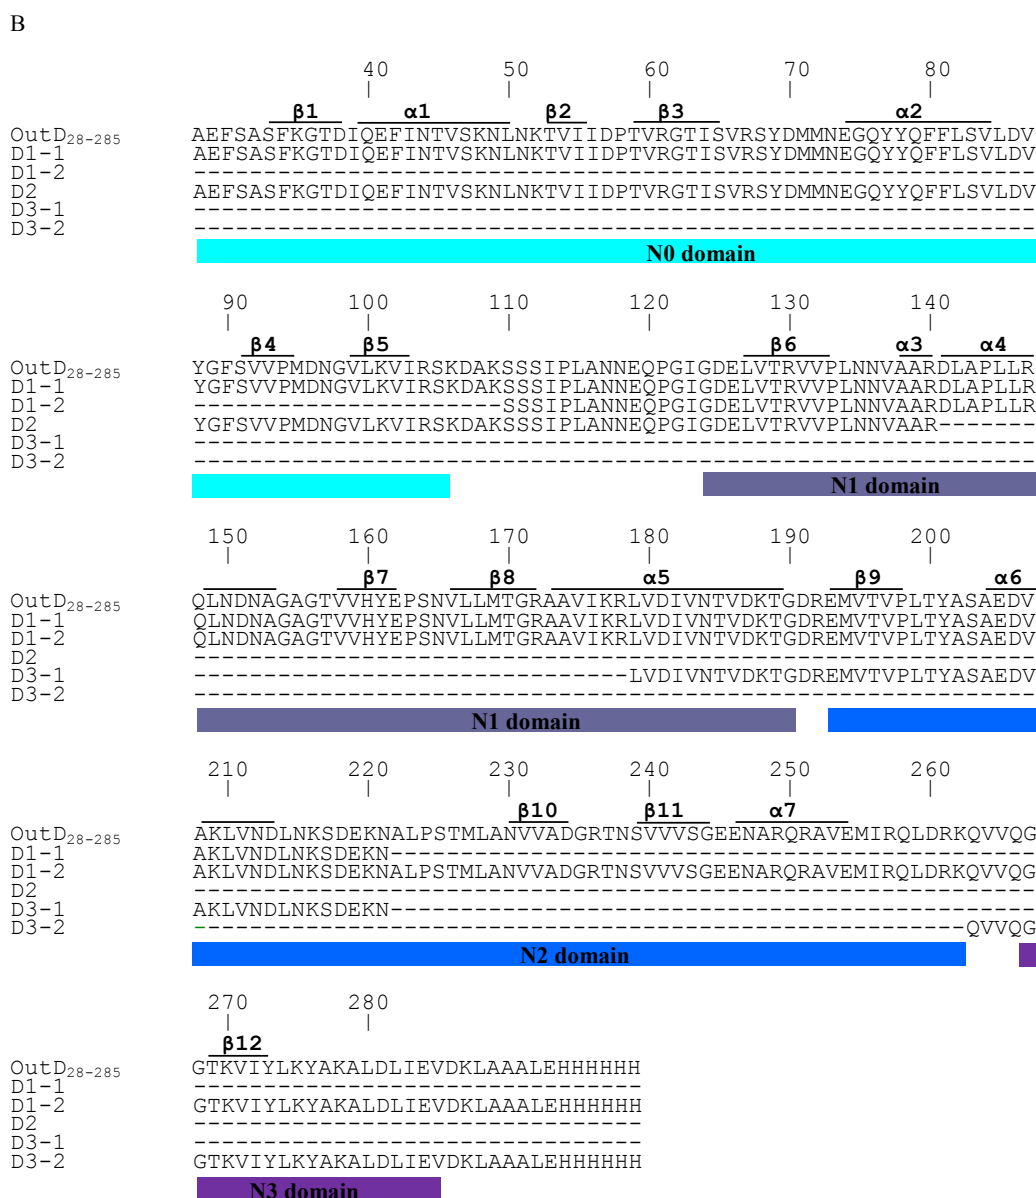 B
40 50 60 70 80
| | | | |
β1 α1 β2 β3 α2
OutD28-285 AEFSASFKGTDIQEFINTVSKNLNKTVIIDPTVRGTISVRSYDMMNEGQYYQFFLSVLDV
D1-1 AEFSASFKGTDIQEFINTVSKNLNKTVIIDPTVRGTISVRSYDMMNEGQYYQFFLSVLDV
D1-2 ------------------------------------------------------------
D2 AEFSASFKGTDIQEFINTVSKNLNKTVIIDPTVRGTISVRSYDMMNEGQYYQFFLSVLDV
D3-1 ------------------------------------------------------------
D3-2 ------------------------------------------------------------
N0 domain
90 100 110 120 130 140
| | | | | |
β4 β5 β6 α3 α4
OutD28-285 YGFSVVPMDNGVLKVIRSKDAKSSSIPLANNEQPGIGDELVTRVVPLNNVAARDLAPLLR
D1-1 YGFSVVPMDNGVLKVIRSKDAKSSSIPLANNEQPGIGDELVTRVVPLNNVAARDLAPLLR
D1-2 ----------------------SSSIPLANNEQPGIGDELVTRVVPLNNVAARDLAPLLR
D2 YGFSVVPMDNGVLKVIRSKDAKSSSIPLANNEQPGIGDELVTRVVPLNNVAAR-------
D3-1 ------------------------------------------------------------
D3-2 ------------------------------------------------------------
N1 domain
150 160 170 180 190 200
| | | | | |
β7 β8 α5 β9 α6
OutD28-285 QLNDNAGAGTVVHYEPSNVLLMTGRAAVIKRLVDIVNTVDKTGDREMVTVPLTYASAEDV
D1-1 QLNDNAGAGTVVHYEPSNVLLMTGRAAVIKRLVDIVNTVDKTGDREMVTVPLTYASAEDV
D1-2 QLNDNAGAGTVVHYEPSNVLLMTGRAAVIKRLVDIVNTVDKTGDREMVTVPLTYASAEDV
D2 ------------------------------------------------------------
D3-1 -------------------------------LVDIVNTVDKTGDREMVTVPLTYASAEDV
D3-2 ------------------------------------------------------------
N1 domain
210 220 230 240 250 260
| | | | | |
β10 β11 α7
OutD28-285 AKLVNDLNKSDEKNALPSTMLANVVADGRTNSVVVSGEENARQRAVEMIRQLDRKQVVQG
D1-1 AKLVNDLNKSDEKN----------------------------------------------
D1-2 AKLVNDLNKSDEKNALPSTMLANVVADGRTNSVVVSGEENARQRAVEMIRQLDRKQVVQG
D2 ------------------------------------------------------------
D3-1 AKLVNDLNKSDEKN----------------------------------------------
D3-2 -------------------------------------------------------QVVQG
N2 domain
270 280
| |
β12
OutD28-285 GTKVIYLKYAKALDLIEVDKLAAALEHHHHHH
D1-1 --------------------------------
D1-2 GTKVIYLKYAKALDLIEVDKLAAALEHHHHHH
D2 --------------------------------
D3-1 --------------------------------
D3-2 GTKVIYLKYAKALDLIEVDKLAAALEHHHHHH
N3 domain